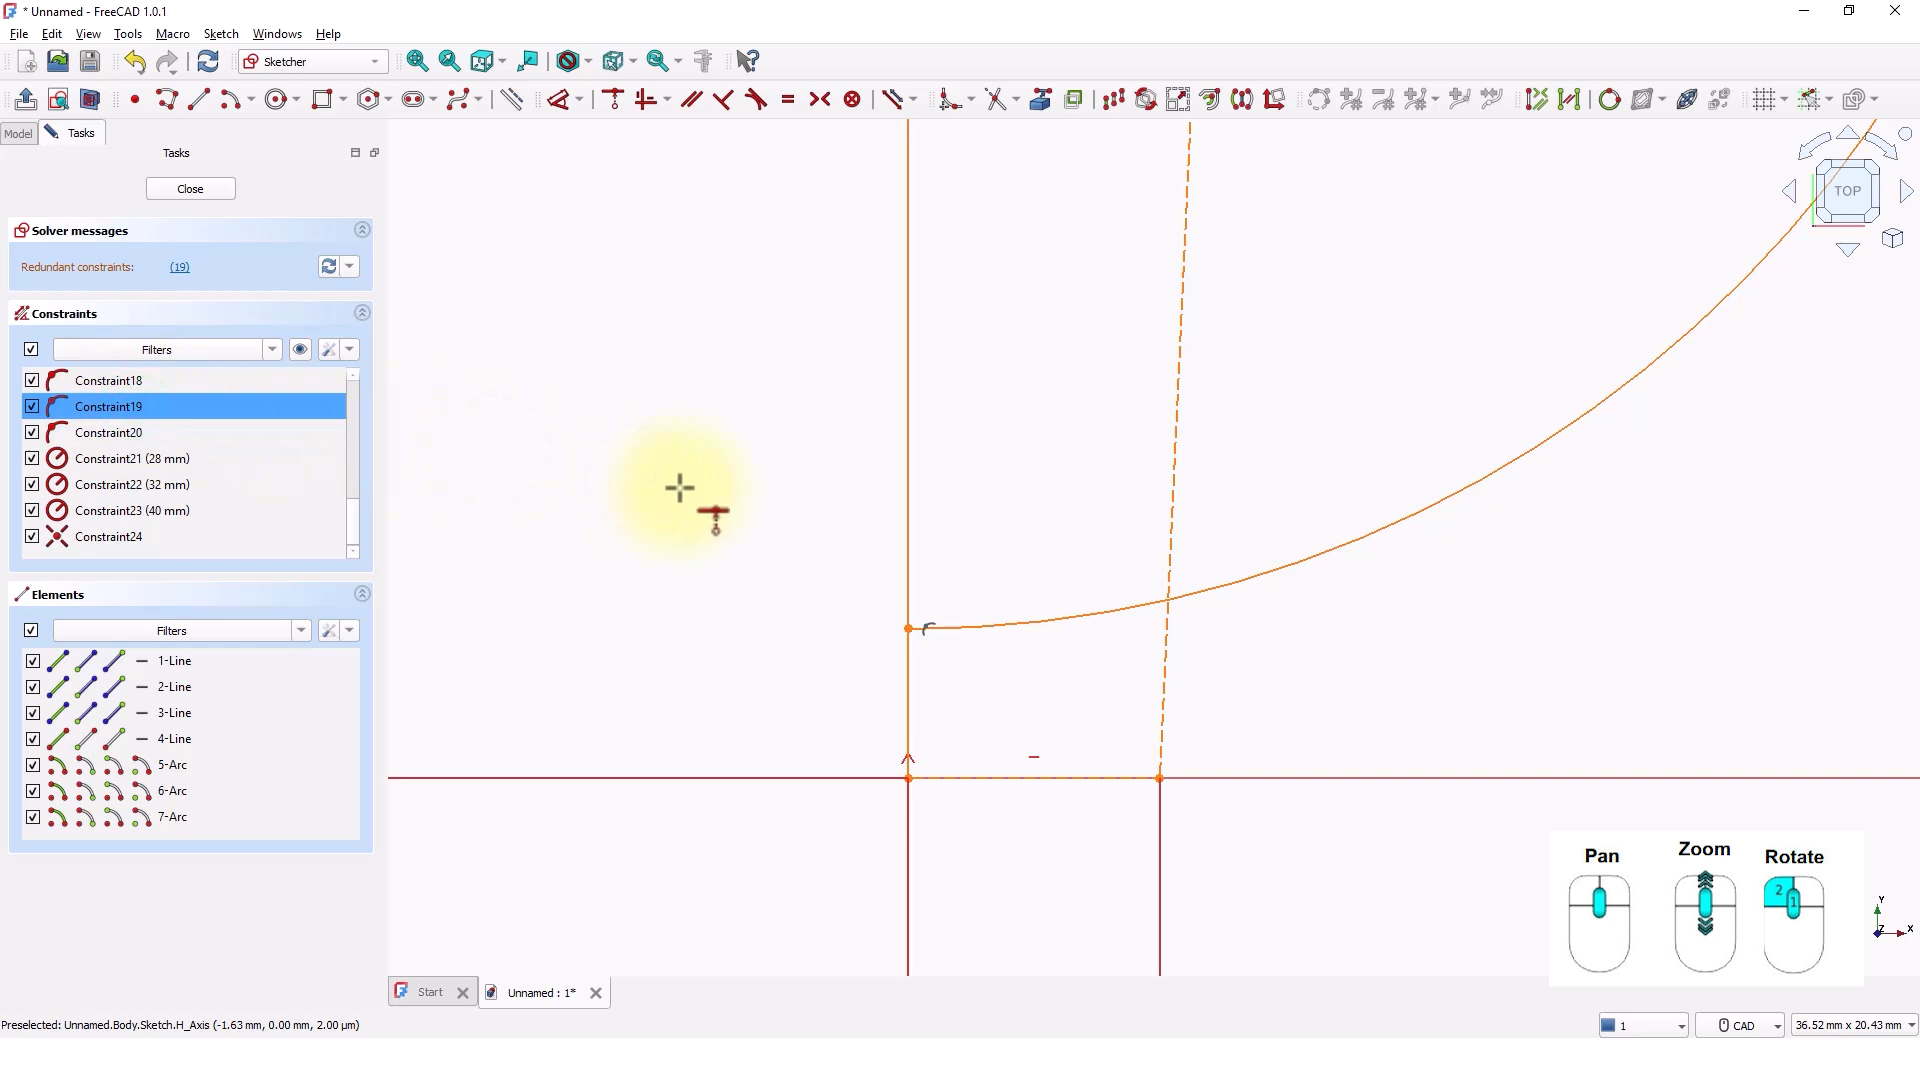 * Unnamed - FreeCAD 1.0.1
File Edit View Tools Macro Sketch Windows Help
Sketcher
Model Tasks
Tasks
Close
Solver messages
Redundant constraints: (19)
Constraints
Filters
Constraint18
Constraint19
Constraint20
Constraint21 (28 mm)
Constraint22 (32 mm)
Constraint23 (40 mm)
Constraint24
Elements
Filters
1-Line
2-Line
3-Line
4-Line
5-Arc
6-Arc
7-Arc
TOP
Pan Zoom Rotate
2 1
Y
Z X
Start Unnamed : 1*
Preselected: Unnamed.Body.Sketch.H_Axis (-1.63 mm, 0.00 mm, 2.00 µm)
1 CAD 36.52 mm x 20.43 mm